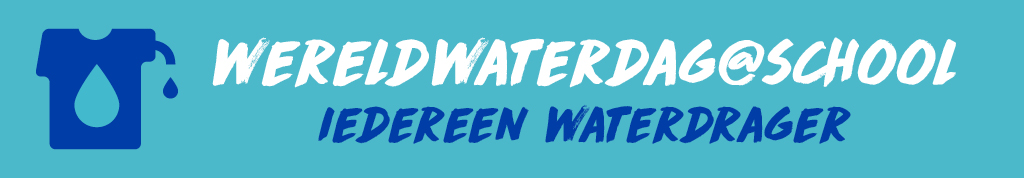 WERELDWATERDAG@SCHOOL
IEDEREEN WATERDRAGER